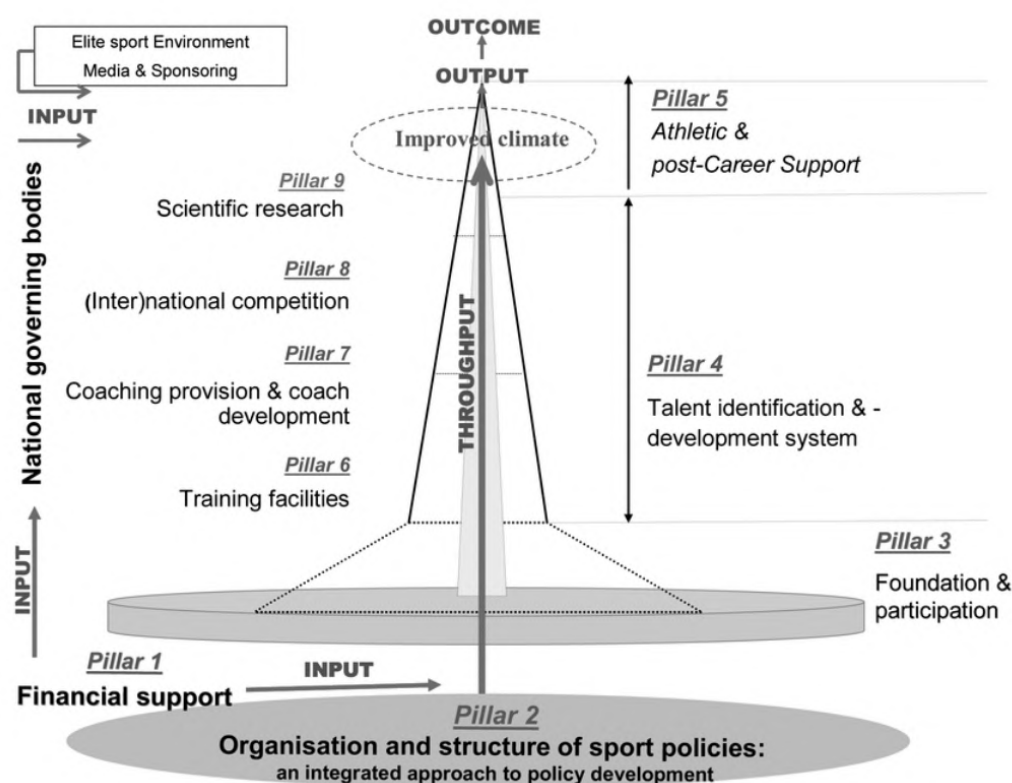 OUTCOME
Elite sport Environment
Media & Sponsoring
OUTPUT
INPUT
Improved climate
Pillar 5
Athletic &
post-Career Support
Pillar 9
Scientific research
Pillar 8
(Inter)national competition
Pillar 7
Coaching provision & coach
development
Pillar 6
Training facilities
National governing bodies
THROUGHPUT
Pillar 4
Talent identification & -
development system
Pillar 3
Foundation &
participation
INPUT
Pillar 1
Financial support
INPUT
Pillar 2
Organisation and structure of sport policies:
an integrated approach to policy development